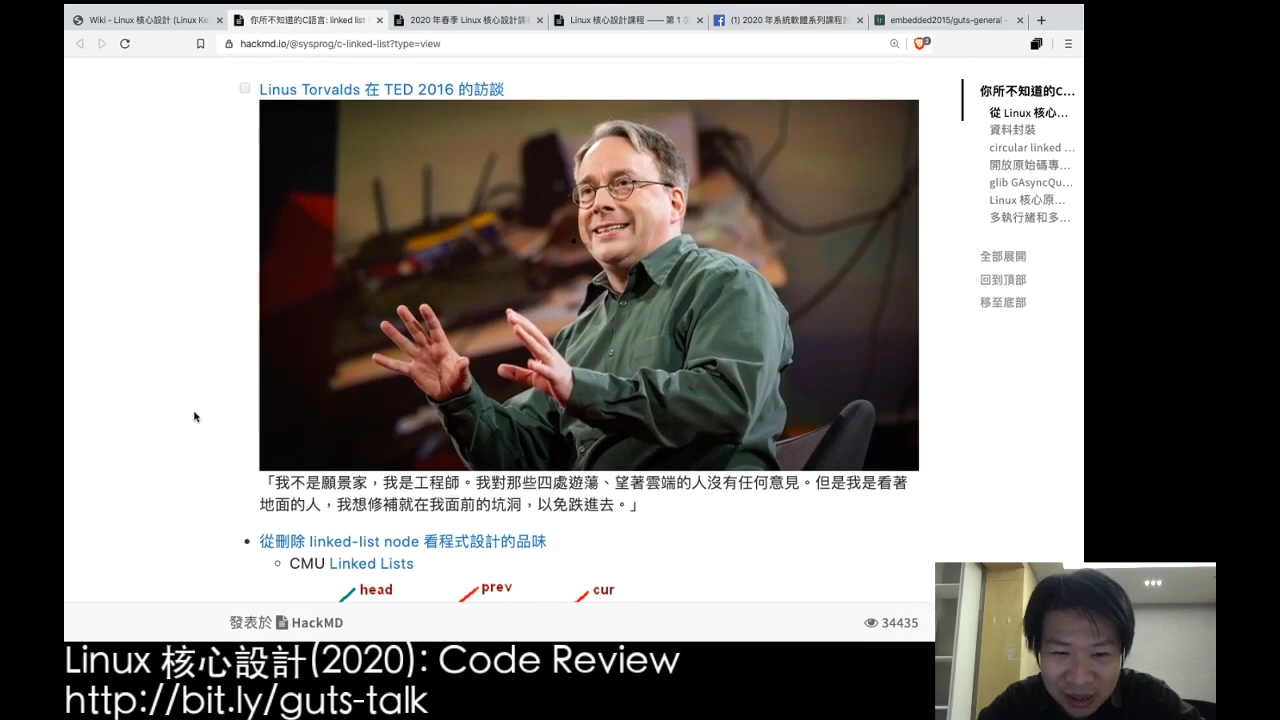 Wiki - Linux 核心設計 (Linux Ke
你所不知道的C語言: linked list
2020 年春季 Linux 核心設計課
Linux 核心設計課程 —— 第 1
(1) 2020 年系統軟體系列課程
embedded2015/guts-general
hackmd.io/@sysprog/c-linked-list?type=view
Linus Torvalds 在 TED 2016 的訪談
「我不是願景家，我是工程師。我對那些四處遊蕩、望著雲端的人沒有任何意見。但是我是看著
地面的人，我想修補就在我面前的坑洞，以免跌進去。」
從刪除 linked-list node 看程式設計的品味
CMU Linked Lists
head prev cur
發表於 HackMD 34435
你所不知道的C...
從 Linux 核心...
資料封裝
circular linked ...
開放原始碼專...
glib GAsyncQu...
Linux 核心原...
多執行緒和多...
全部展開
回到頂部
移至底部
Linux 核心設計(2020): Code Review
http://bit.ly/guts-talk